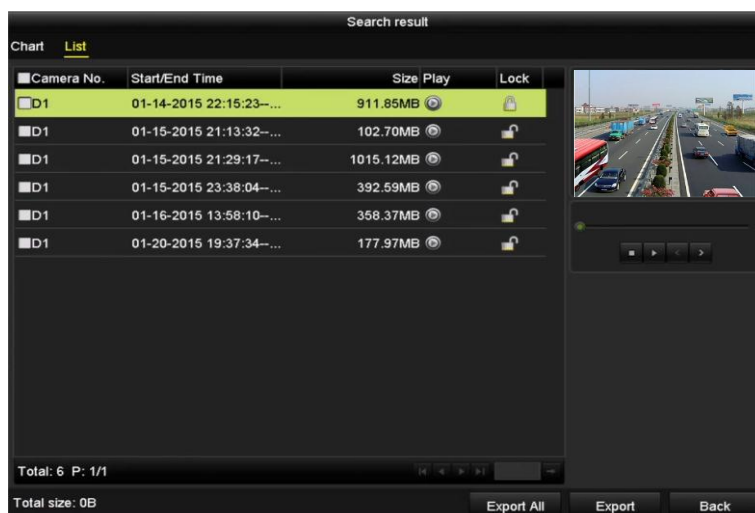 Search result
Chart List
Camera No. Start/End Time Size Play Lock
D1 01-14-2015 22:15:23--... 911.85MB
D1 01-15-2015 21:13:32--... 102.70MB
D1 01-15-2015 21:29:17--... 1015.12MB
D1 01-15-2015 23:38:04--... 392.59MB
D1 01-16-2015 13:58:10--... 358.37MB
D1 01-20-2015 19:37:34--... 177.97MB
Total: 6 P: 1/1
Total size: 0B
Export All Export Back